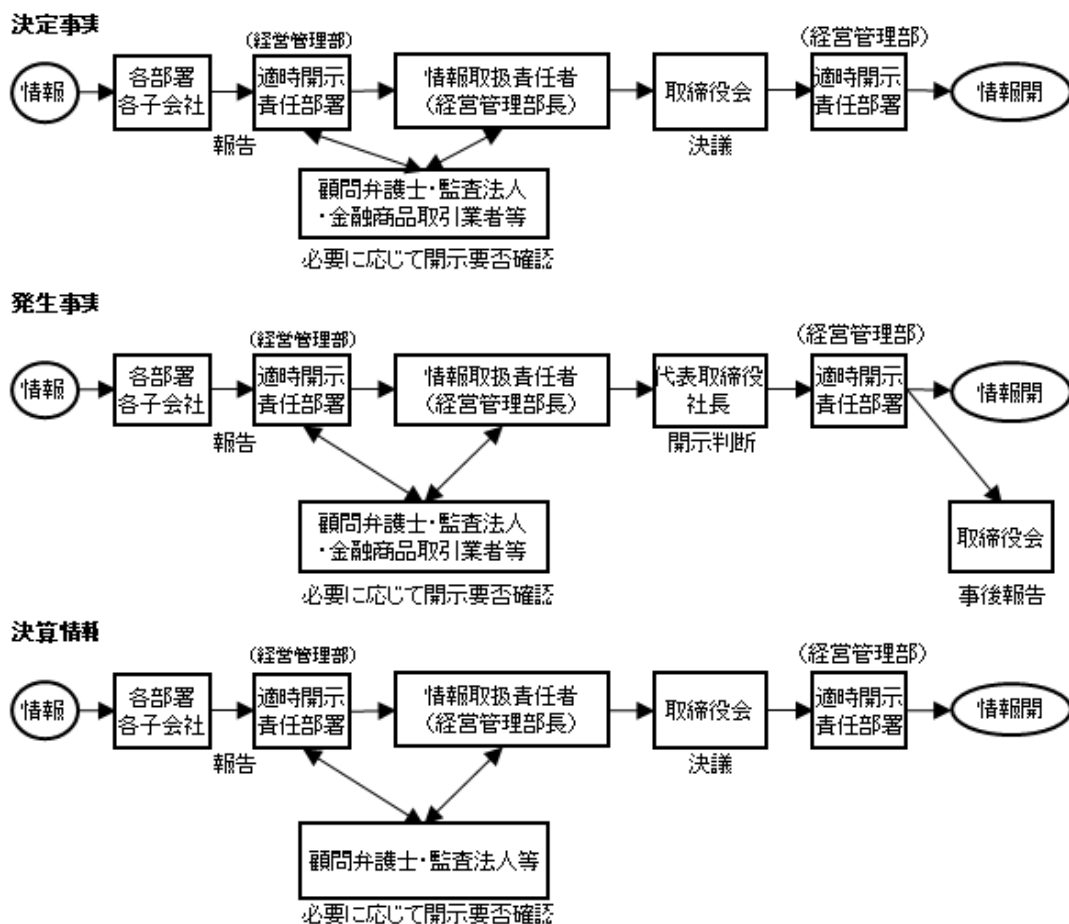 決定事実
(経営管理部)
(経営管理部)
情報
各部署
各子会社
適時開示
責任部署
情報取扱責任者
(経営管理部長)
取締役会
適時開示
責任部署
情報開
報告
決議
顧問弁護士・監査法人
・金融商品取引業者等
必要に応じて開示要否確認
発生事実
(経営管理部)
(経営管理部)
情報
各部署
各子会社
適時開示
責任部署
情報取扱責任者
(経営管理部長)
代表取締役
社長
適時開示
責任部署
情報開
報告
開示判断
顧問弁護士・監査法人
・金融商品取引業者等
必要に応じて開示要否確認
取締役会
事後報告
決算情報
(経営管理部)
(経営管理部)
情報
各部署
各子会社
適時開示
責任部署
情報取扱責任者
(経営管理部長)
取締役会
適時開示
責任部署
情報開
報告
決議
顧問弁護士・監査法人等
必要に応じて開示要否確認